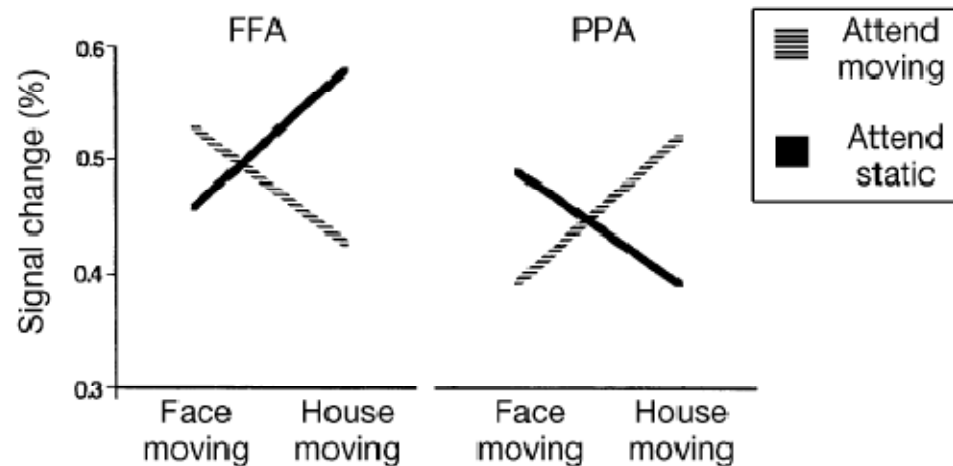 FFA
PPA
Attend
moving
Attend
static
Signal change (%)
0.6
0.5
0.4
0.3
Face
moving
House
moving
Face
moving
House
moving